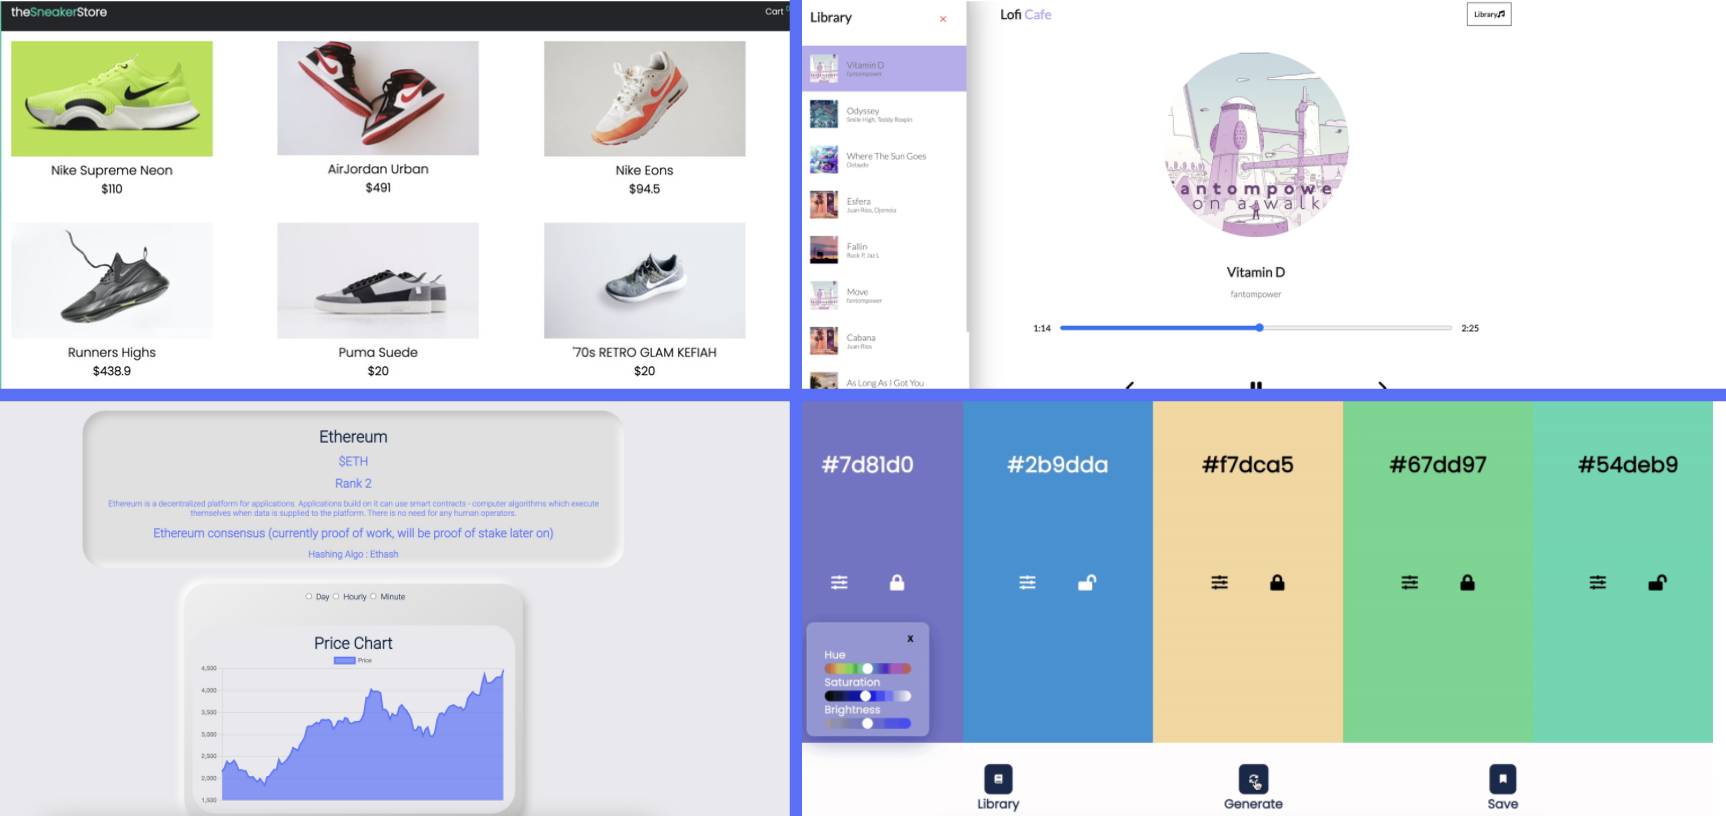 theSneakerStore
Cart
Nike Supreme Neon
$110
AirJordan Urban
$491
Nike Eons
$94.5
Runners Highs
$438.9
Puma Suede
$20
'70s RETRO GLAM KEFIAH
$20
Library
×
Vitamin D
fantompower
Odyssey
Smile High, Teddy Roxpin
Where The Sun Goes
Delayde
Esfera
Juan Rios, Djomeia
Fallin
Ruck P, Jaz L
Move
fantompower
Cabana
Juan Rios
As Long As I Got You
Lofi Cafe
Library
antompowe
on a walk
Vitamin D
fantompower
1:14
2:25
Ethereum
$ETH
Rank 2
Ethereum is a decentralized platform for applications. Applications build on it can use smart contracts - computer algorithms which execute
themselves when data is supplied to the platform. There is no need for any human operators.
Ethereum consensus (currently proof of work, will be proof of stake later on)
Hashing Algo : Ethash
Day Hourly Minute
Price Chart
Price
4,500
4,000
3,500
3,000
2,500
2,000
1,500
#7d81d0
#2b9dda
#f7dca5
#67dd97
#54deb9
X
Hue
Saturation
Brightness
Library
Generate
Save